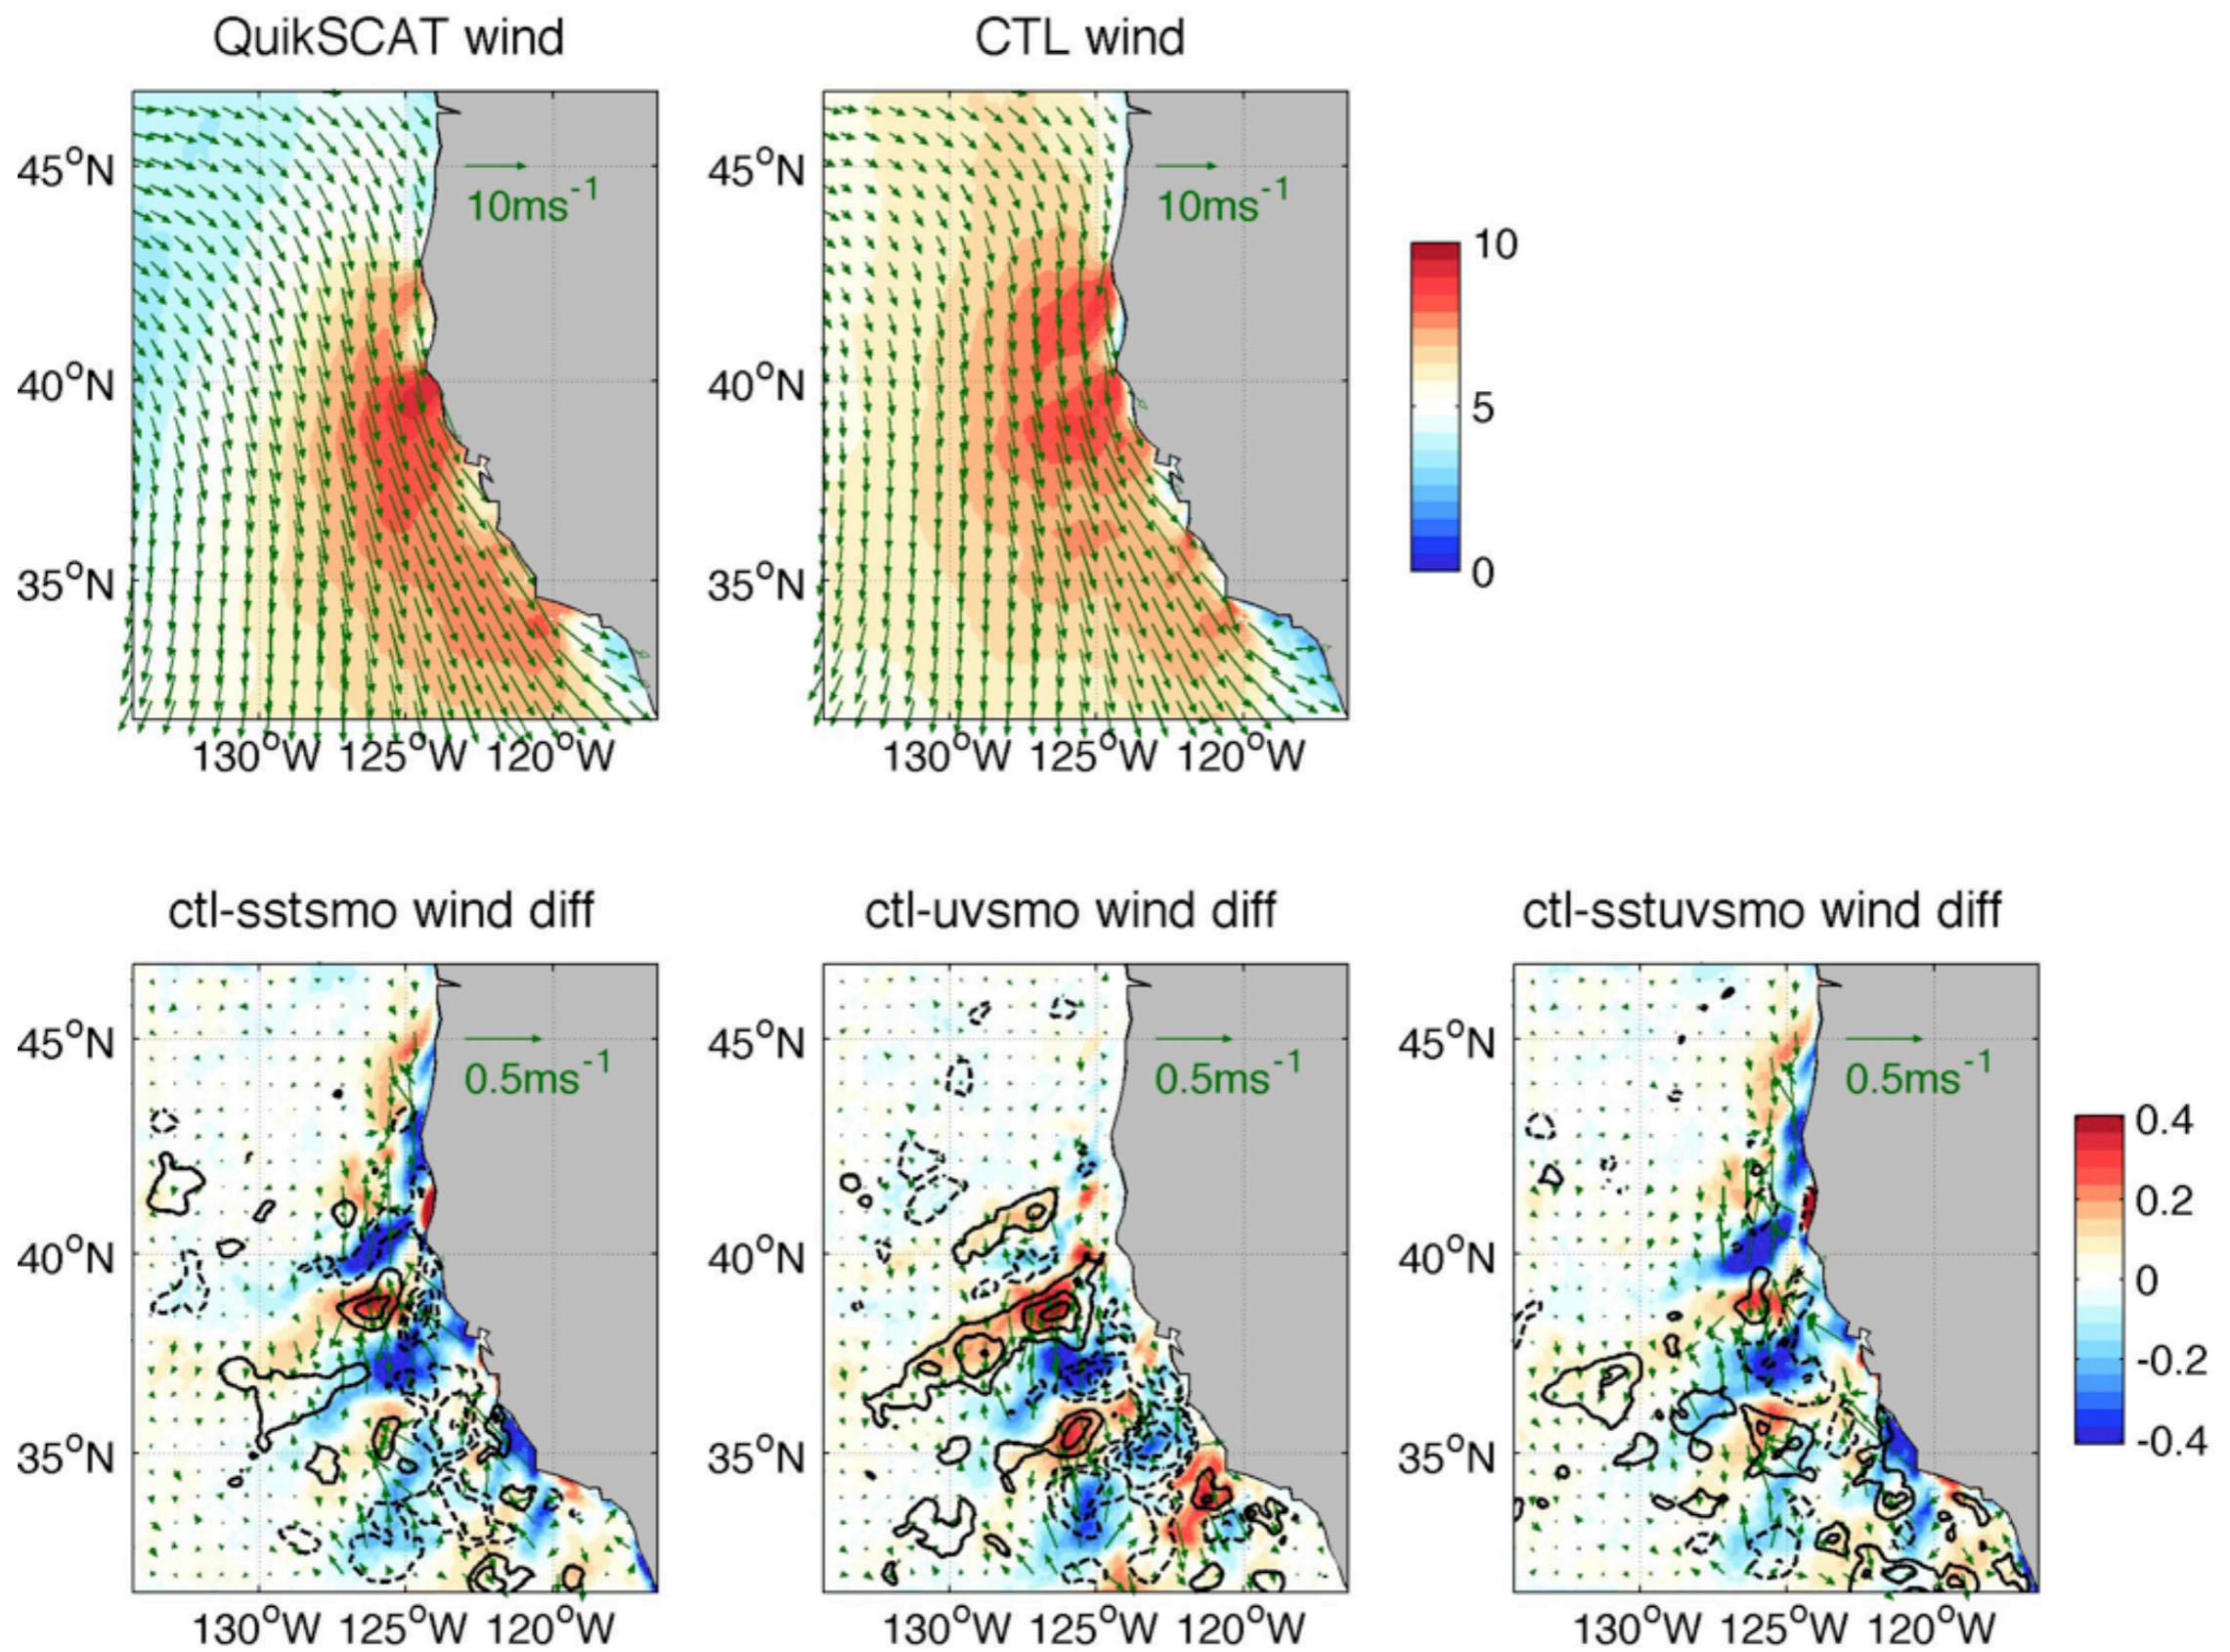 QuikSCAT wind
CTL wind
45°N
10ms⁻¹
45°N
10ms⁻¹
10
40°N
40°N
5
35°N
35°N
0
130°W 125°W 120°W
130°W 125°W 120°W
ctl-sstsmo wind diff
ctl-uvsmo wind diff
ctl-sstuvsmo wind diff
45°N
0.5ms⁻¹
45°N
0.5ms⁻¹
45°N
0.5ms⁻¹
0.4
0.2
40°N
40°N
40°N
0
-0.2
35°N
35°N
35°N
-0.4
130°W 125°W 120°W
130°W 125°W 120°W
130°W 125°W 120°W